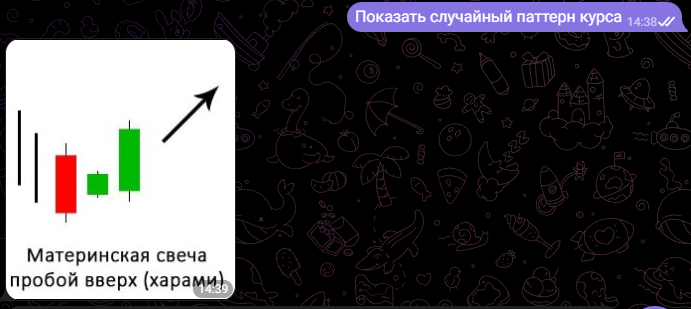 Показать случайный паттерн курса 14:38
Материнская свеча
пробой вверх (харами)
14:39